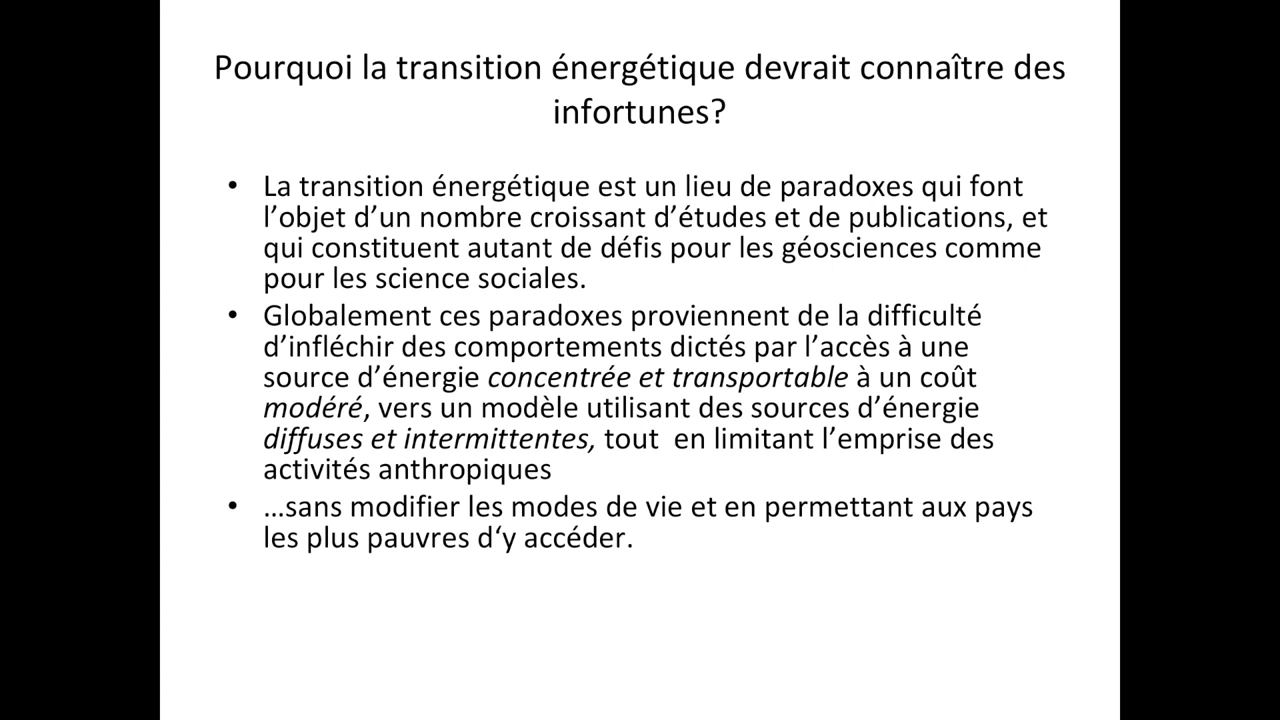 Pourquoi la transition énergétique devrait connaître des
infortunes?
• La transition énergétique est un lieu de paradoxes qui font
l’objet d’un nombre croissant d’études et de publications, et
qui constituent autant de défis pour les géosciences comme
pour les science sociales.
• Globalement ces paradoxes proviennent de la difficulté
d’infléchir des comportements dictés par l’accès à une
source d’énergie concentrée et transportable à un coût
modéré, vers un modèle utilisant des sources d’énergie
diffuses et intermittentes, tout  en limitant l’emprise des
activités anthropiques
• …sans modifier les modes de vie et en permettant aux pays
les plus pauvres d‘y accéder.